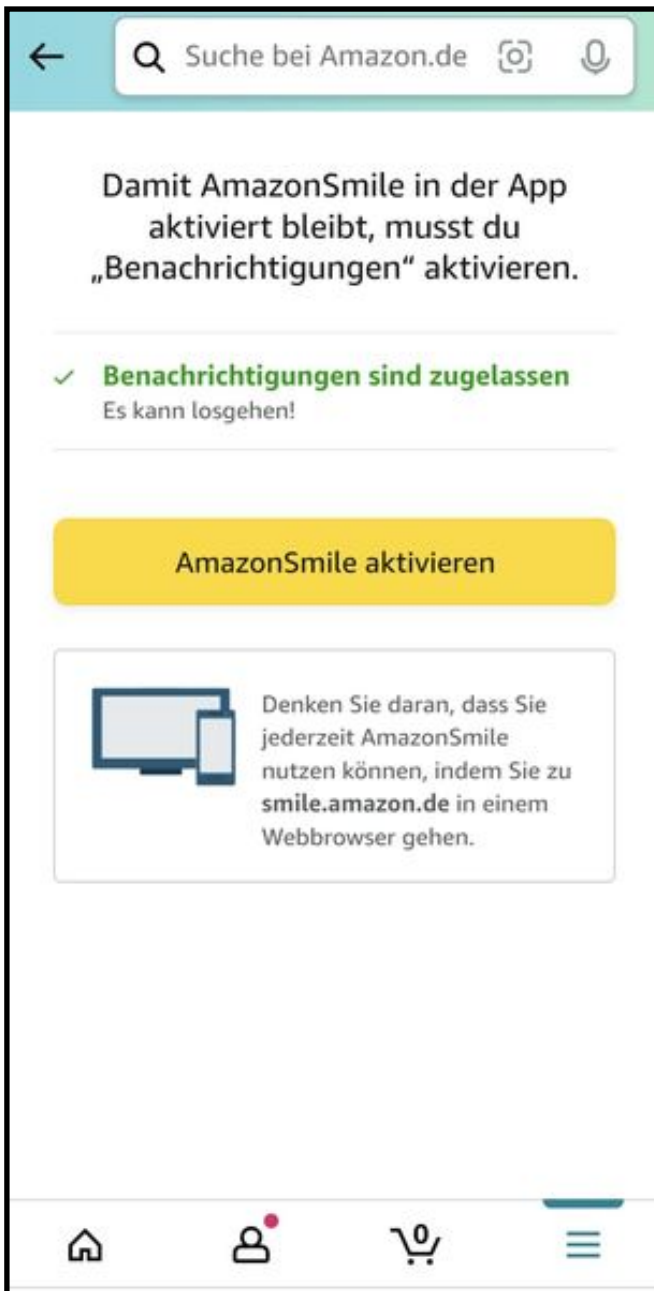 Suche bei Amazon.de
Damit AmazonSmile in der App
aktiviert bleibt, musst du
„Benachrichtigungen“ aktivieren.
Benachrichtigungen sind zugelassen
Es kann losgehen!
AmazonSmile aktivieren
Denken Sie daran, dass Sie
jederzeit AmazonSmile
nutzen können, indem Sie zu
smile.amazon.de in einem
Webbrowser gehen.
0